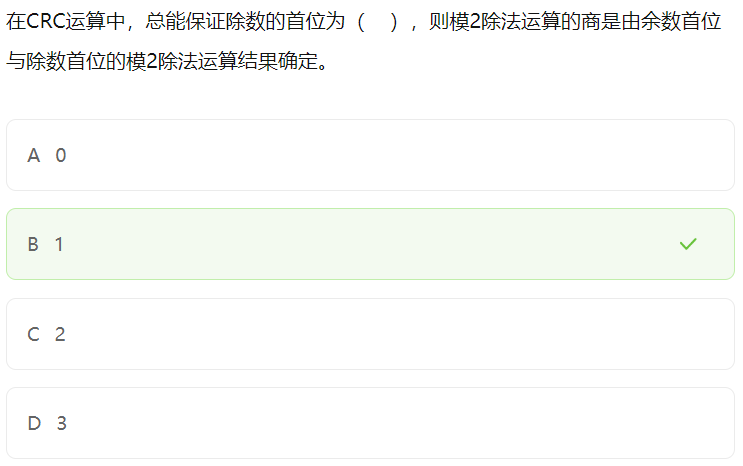 在CRC运算中，总能保证除数的首位为（　），则模2除法运算的商是由余数首位
与除数首位的模2除法运算结果确定。
A 0
B 1
C 2
D 3